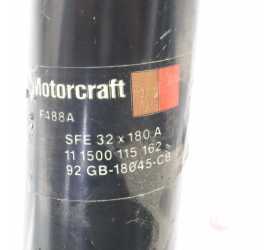 Motorcraft
F488A
SFE 32 x 180 A
11 1500 115 162
92 GB-18045-CB